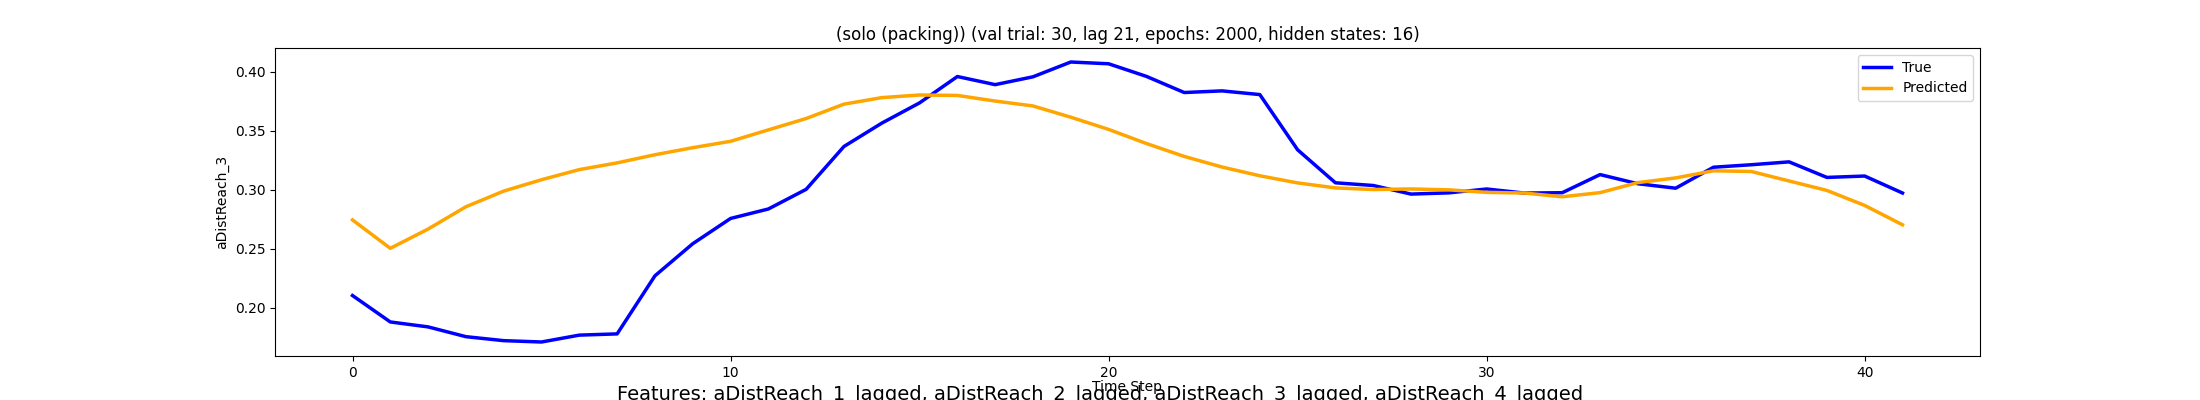 (solo (packing)) (val trial: 30, lag 21, epochs: 2000, hidden states: 16)
True
Predicted
0.40
0.35
0.30
0.25
0.20
aDistReach_3
0 10 20 30 40
Time Step
Features: aDistReach_1_lagged, aDistReach_2_lagged, aDistReach_3_lagged, aDistReach_4_lagged